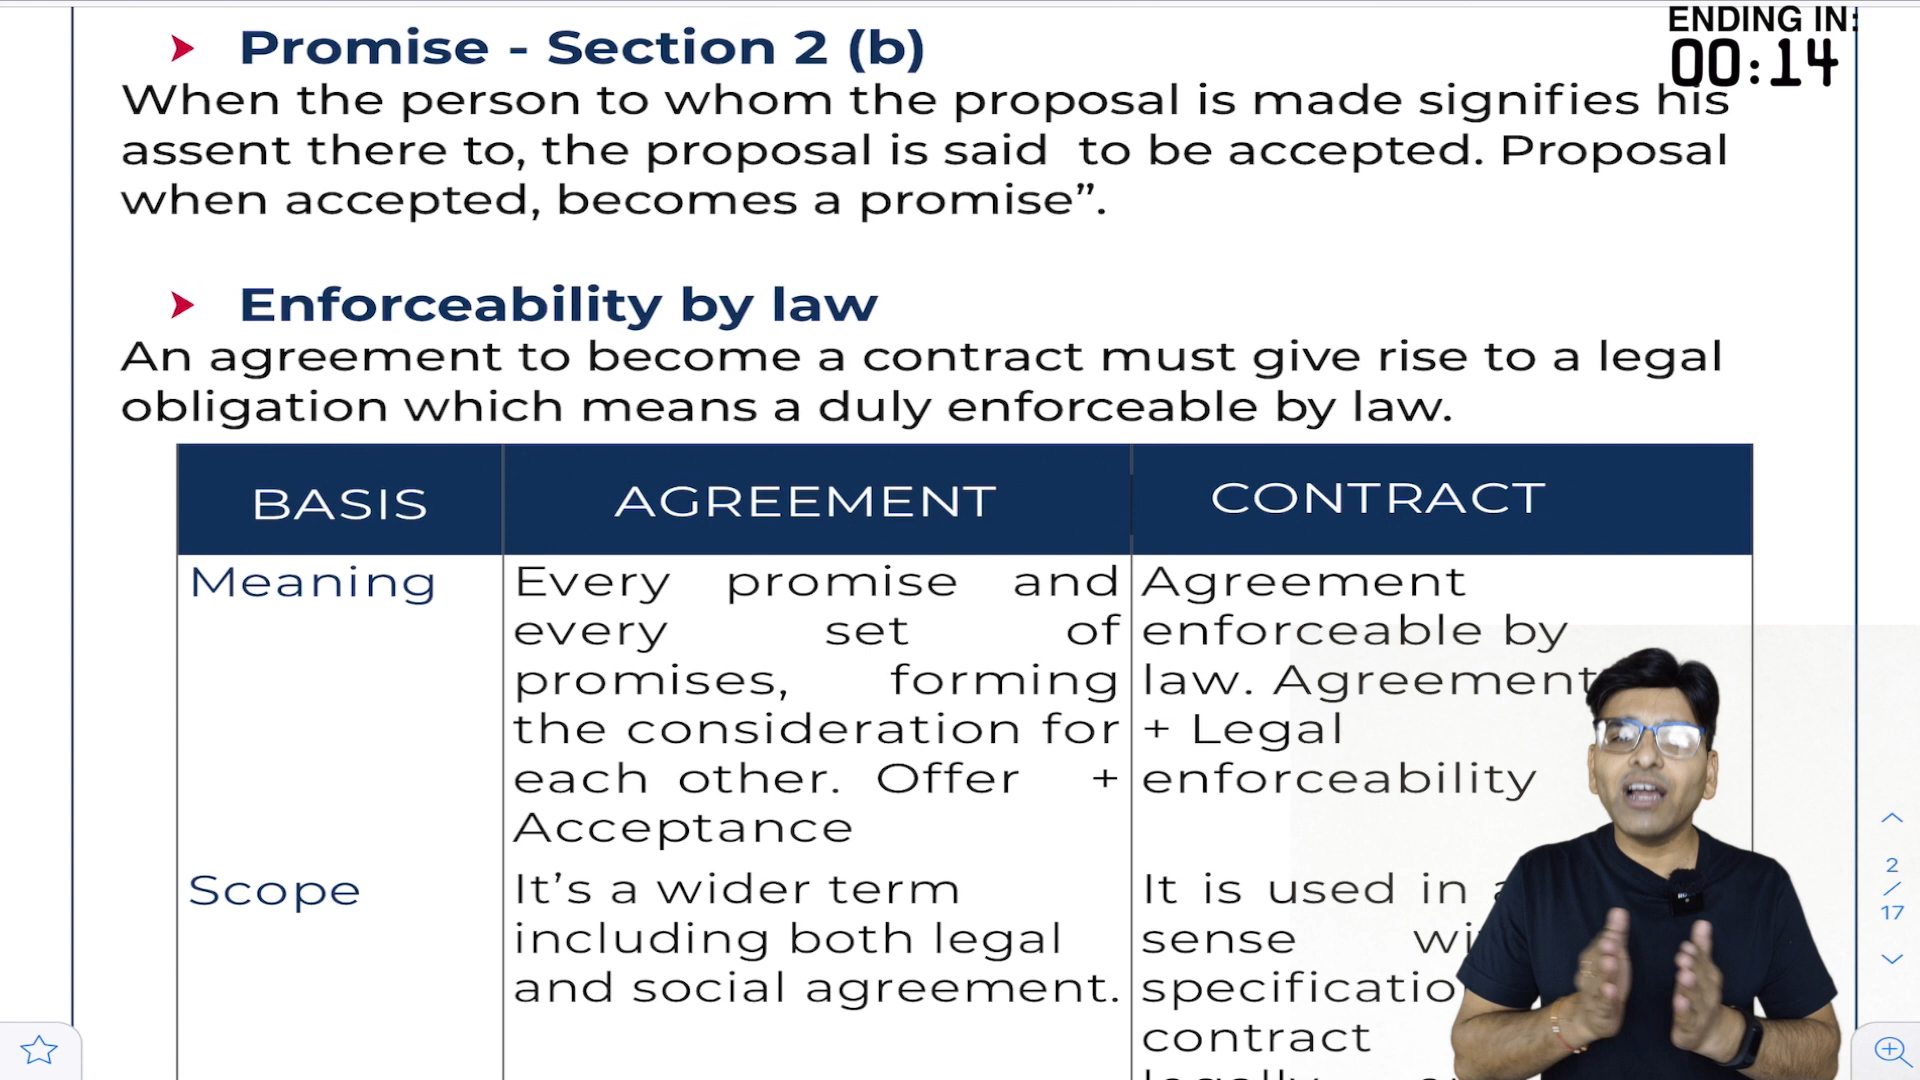 ENDING IN:
00:14
Promise - Section 2 (b)
When the person to whom the proposal is made signifies his
assent there to, the proposal is said to be accepted. Proposal
when accepted, becomes a promise”.
Enforceability by law
An agreement to become a contract must give rise to a legal
obligation which means a duly enforceable by law.
BASIS AGREEMENT CONTRACT
Meaning
Every promise and
every set of
promises, forming
the consideration for
each other. Offer +
Acceptance
Agreement
enforceable by
law. Agreement
+ Legal
enforceability
Scope
It’s a wider term
including both legal
and social agreement.
It is used in
sense
contract
2
/
17